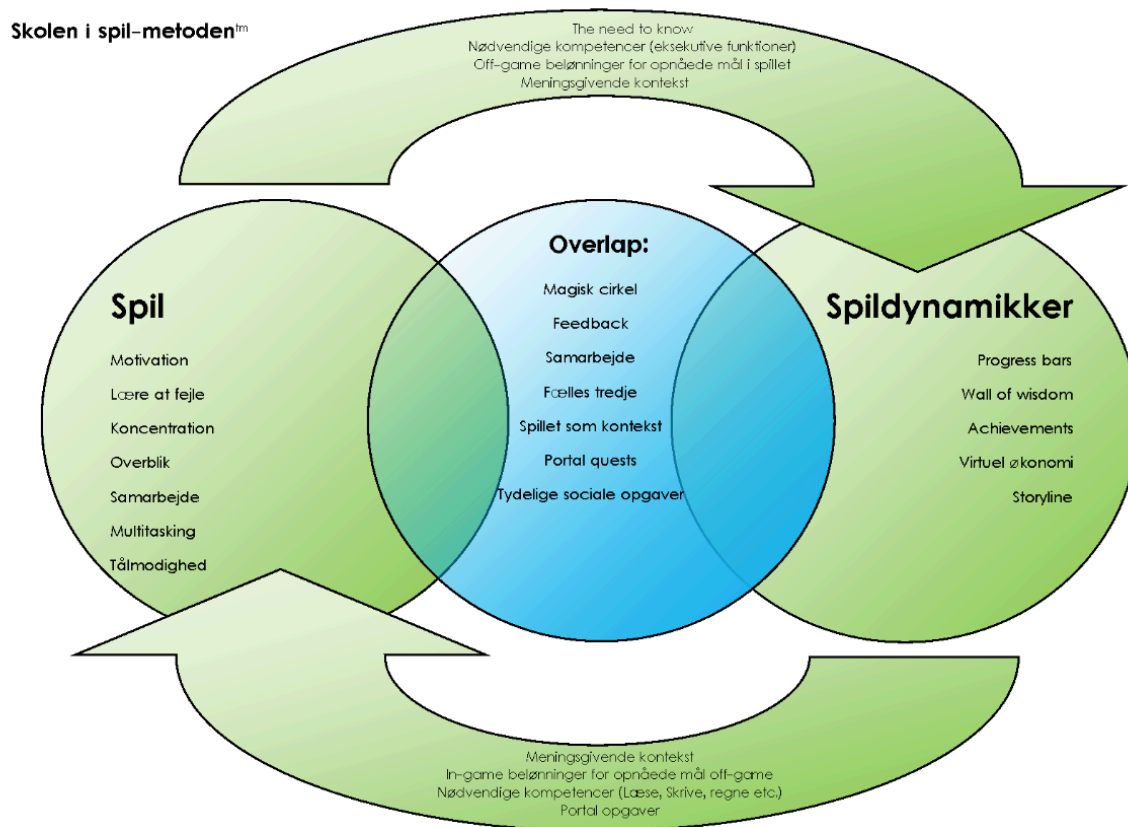 Skolen i spil-metoden™
The need to know
Nødvendige kompetencer (eksekutive funktioner)
Off-game belønninger for opnåede mål i spillet
Meningsgivende kontekst
Spil
Motivation
Lære at fejle
Koncentration
Overblik
Samarbejde
Multitasking
Tålmodighed
Overlap:
Magisk cirkel
Feedback
Samarbejde
Fælles tredje
Spillet som kontekst
Portal quests
Tydelige sociale opgaver
Spildynamikker
Progress bars
Wall of wisdom
Achievements
Virtuel økonomi
Storyline
Meningsgivende kontekst
In-game belønninger for opnåede mål off-game
Nødvendige kompetencer (Læse, Skrive, regne etc.)
Portal opgaver